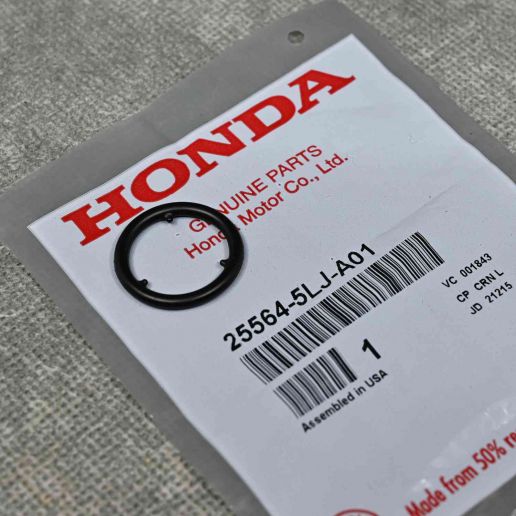 HONDA
GENUINE PARTS
Honda Motor Co., Ltd.
25564-5LJ-A01
1
Assembled in USA
VC 001843
CP CRN L
JD 21215
Made from 50%